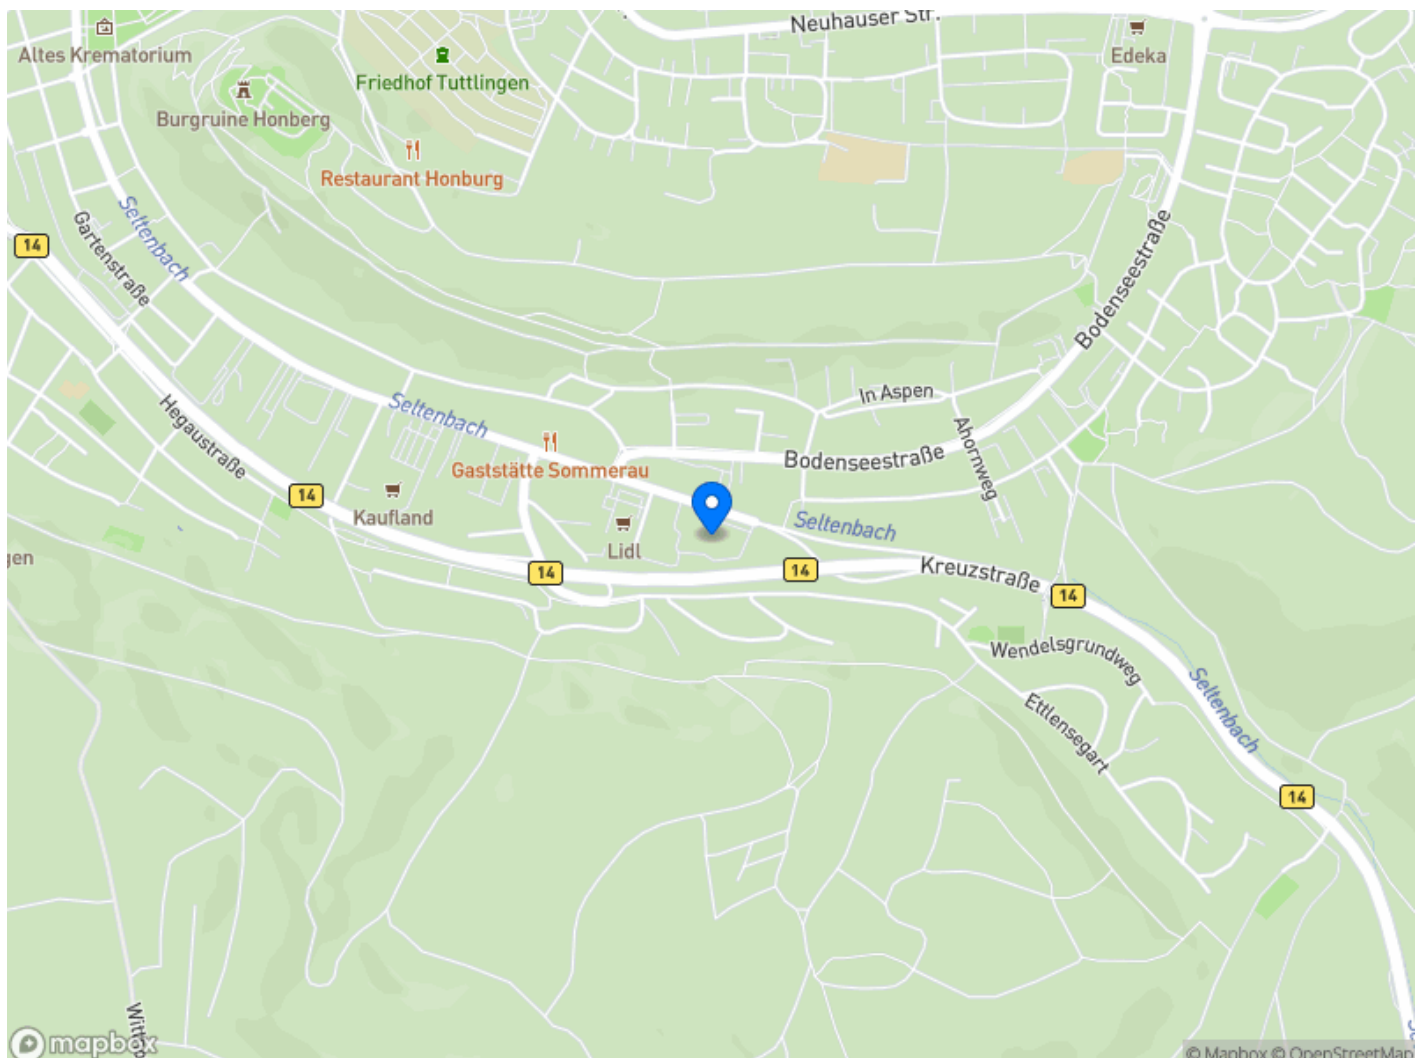 Neuhauser Str.
Edeka
Altes Krematorium
Friedhof Tuttlingen
Burgruine Honberg
Restaurant Honburg
Seltenbach
Gartenstraße
14
Bodenseestraße
In Aspen
Seltenbach
Hegaustraße
Ahornweg
Gaststätte Sommerau
Bodenseestraße
14
Kaufland
Lidl
Seltenbach
14
14
Kreuzstraße
14
Wendelsgrundweg
Seltenbach
Ettlensegart
14
mapbox
© Mapbox © OpenStreetMap